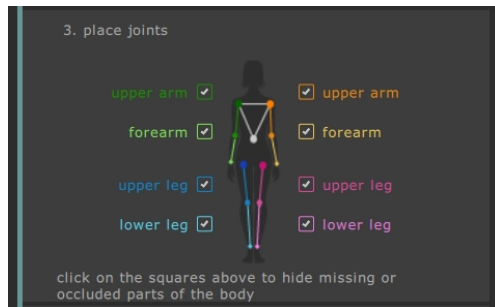 3. place joints
upper arm upper arm
forearm forearm
upper leg upper leg
lower leg lower leg
click on the squares above to hide missing or
occluded parts of the body